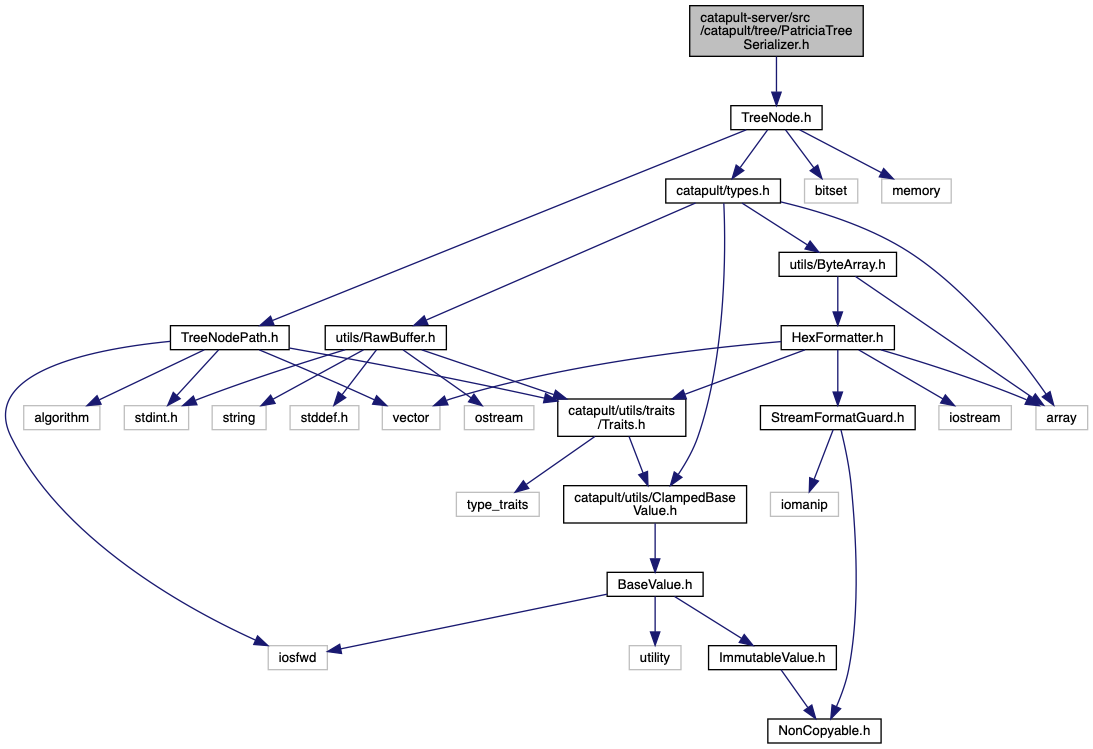 catapult-server/src
/catapult/tree/PatriciaTree
Serializer.h
TreeNode.h
catapult/types.h
bitset
memory
utils/ByteArray.h
TreeNodePath.h
utils/RawBuffer.h
HexFormatter.h
algorithm
stdint.h
string
stddef.h
vector
ostream
catapult/utils/traits
/Traits.h
StreamFormatGuard.h
iostream
array
type_traits
catapult/utils/ClampedBase
Value.h
iomanip
BaseValue.h
iosfwd
utility
ImmutableValue.h
NonCopyable.h